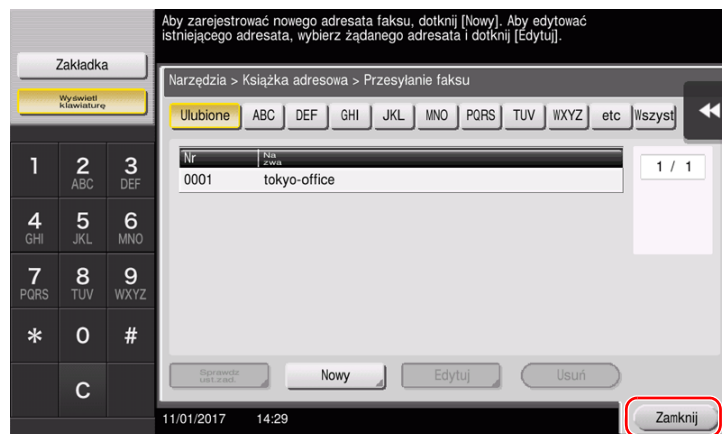 Aby zarejestrować nowego adresata faksu, dotknij [Nowy]. Aby edytować
istniejącego adresata, wybierz żądanego adresata i dotknij [Edytuj].
Zakładka
Wyświetl
klawiaturę
Narzędzia > Książka adresowa > Przesyłanie faksu
Ulubione ABC DEF GHI JKL MNO PQRS TUV WXYZ etc Wszyst
Nr Na
zwa
0001 tokyo-office
1 / 1
1 2 3
ABC DEF
4 5 6
GHI JKL MNO
7 8 9
PQRS TUV WXYZ
* 0 #
C
Sprawdz
ust.zad.
Nowy Edytuj Usuń
11/01/2017 14:29
Zamknij